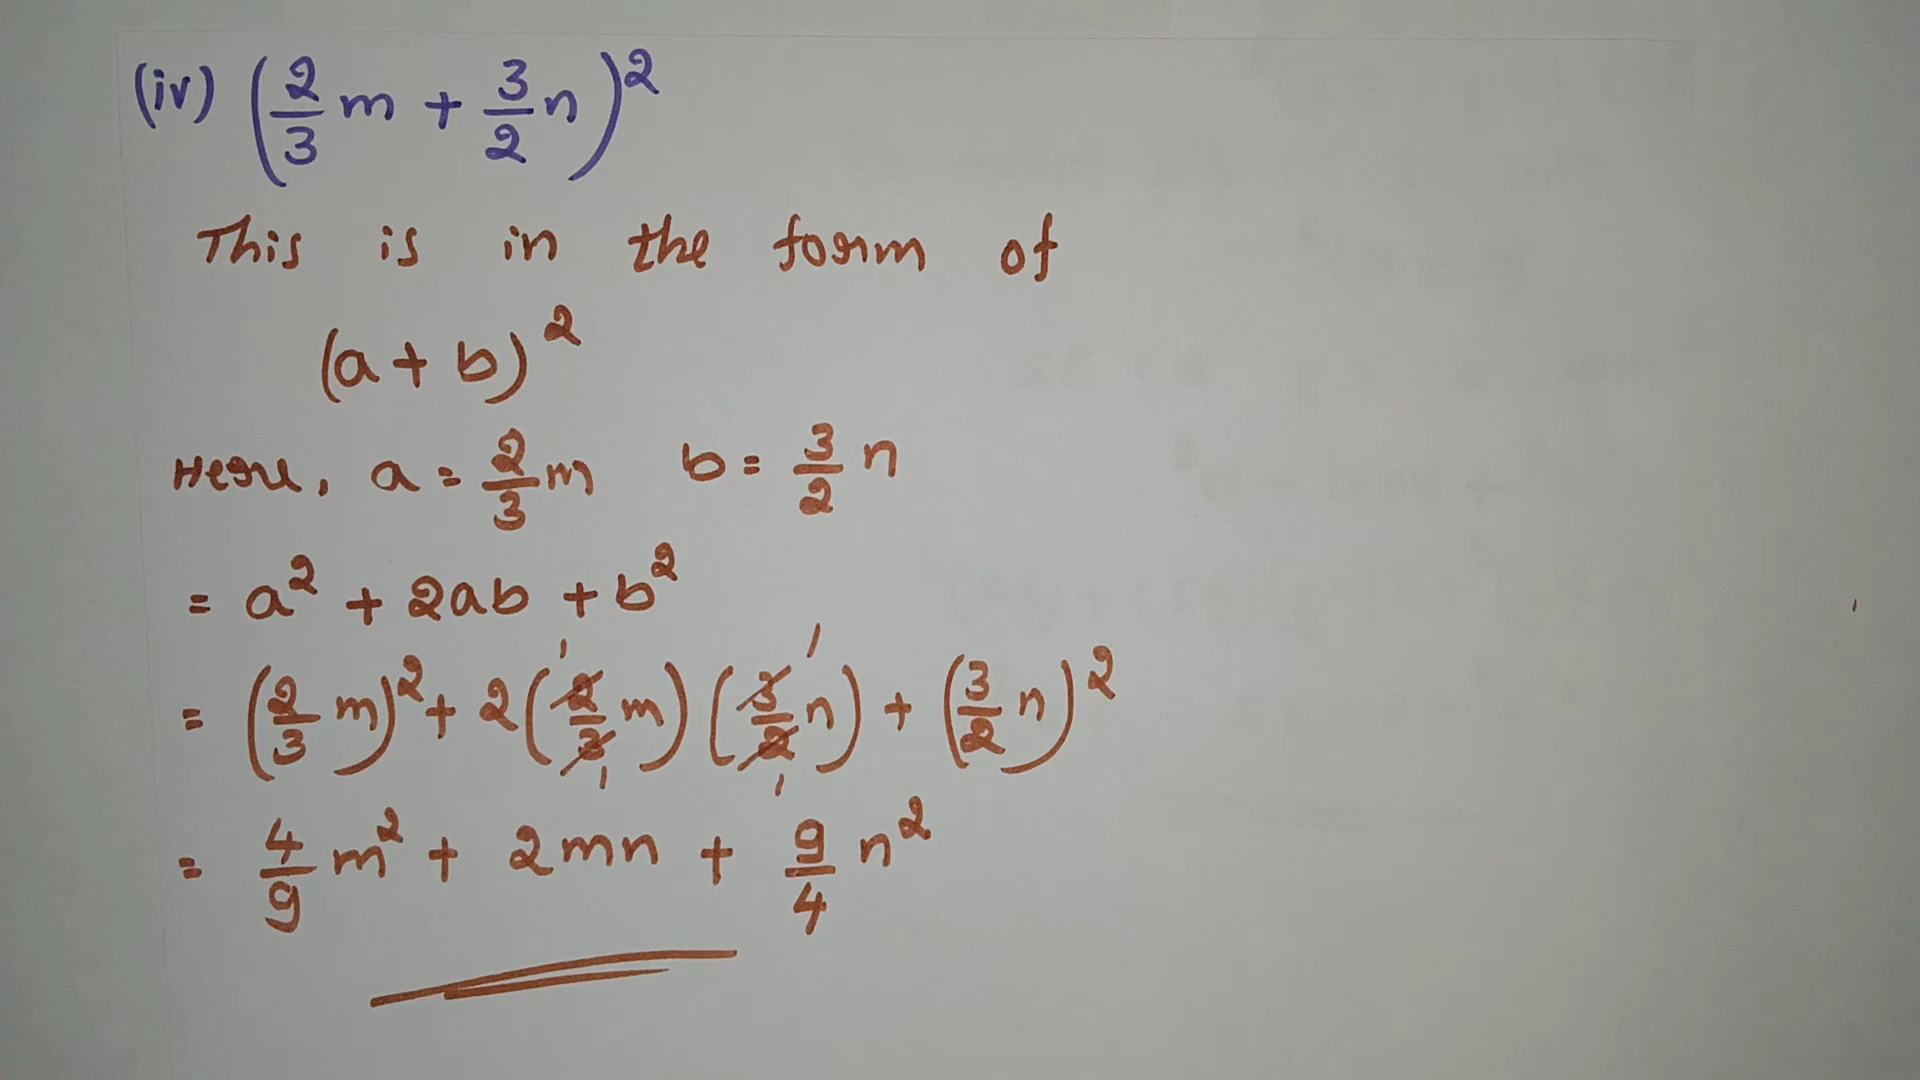 (iv) (2/3 m + 3/2 n)²
This is in the form of
(a + b)²
Here, a = 2/3 m b = 3/2 n
= a² + 2ab + b²
= (2/3 m)² + 2(2/3 m)(3/2 n) + (3/2 n)²
= 4/9 m² + 2mn + 9/4 n²